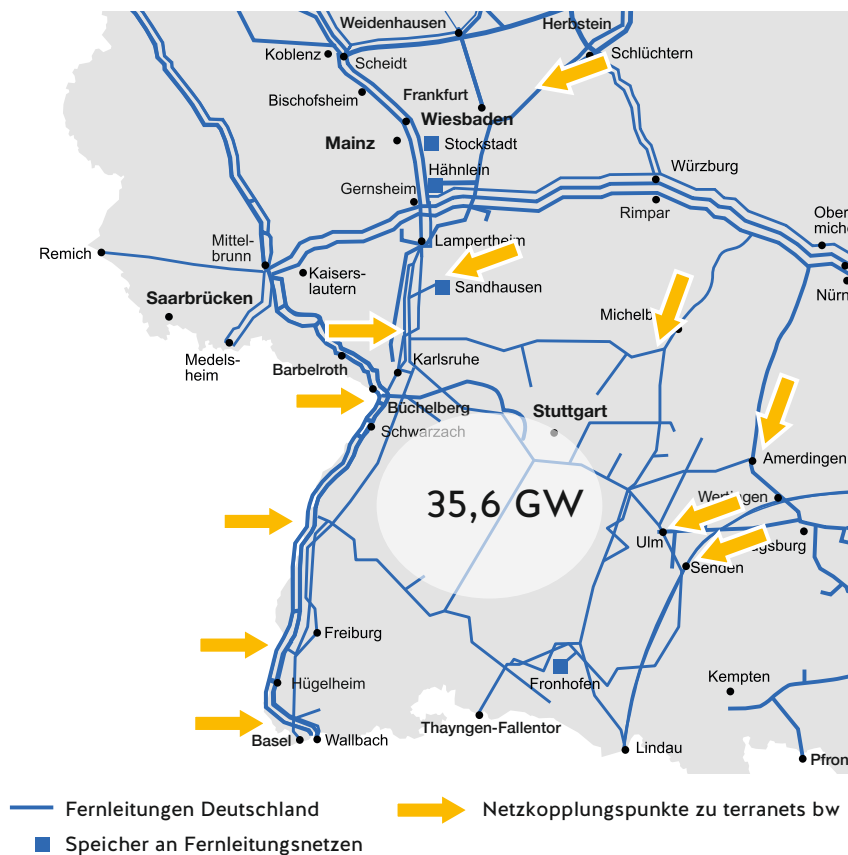 Weidenhausen
Herbstein
Koblenz
Scheidt
Schlüchtern
Bischofsheim
Frankfurt
Wiesbaden
Mainz
Stockstadt
Hähnlein
Würzburg
Gernsheim
Rimpar
Mittel-
brunn
Lampertheim
Remich
Kaisers-
lautern
Sandhausen
Nürn
Saarbrücken
Medels-
heim
Barbelroth
Karlsruhe
Büchelberg
Stuttgart
Schwarzach
Amerdingen
Wertingen
35,6 GW
Ulm
Senden
Freiburg
Hügelheim
Fronhofen
Kempten
Basel
Wallbach
Thayngen-Fallentor
Lindau
Pfron
Fernleitungen Deutschland
Netzkopplungspunkte zu terranets bw
Speicher an Fernleitungsnetzen